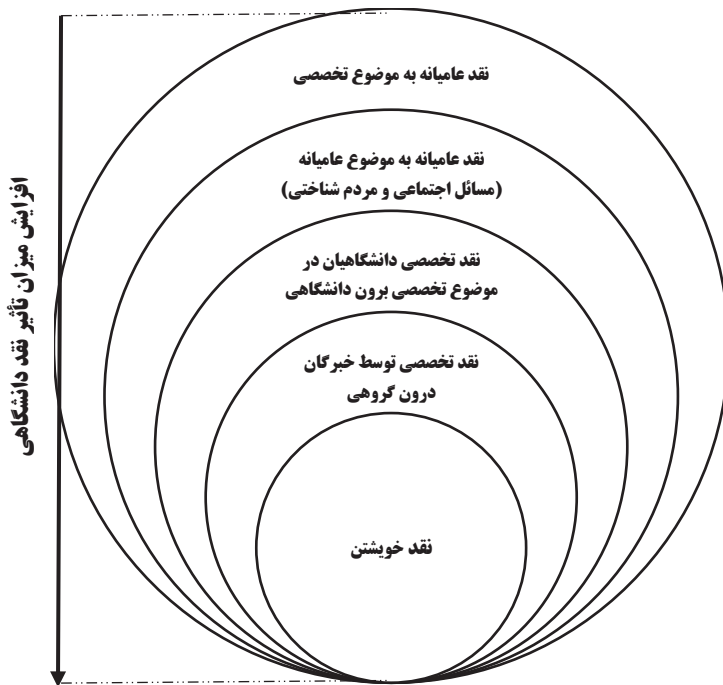 نقد عامیانه به موضوع تخصصی
نقد عامیانه به موضوع عامیانه
(مسائل اجتماعی و مردم شناختی)
نقد تخصصی دانشگاهیان در
موضوع تخصصی برون دانشگاهی
نقد تخصصی توسط خبرگان
درون گروهی
نقد خویشتن
افزایش میزان تأثیر نقد دانشگاهی